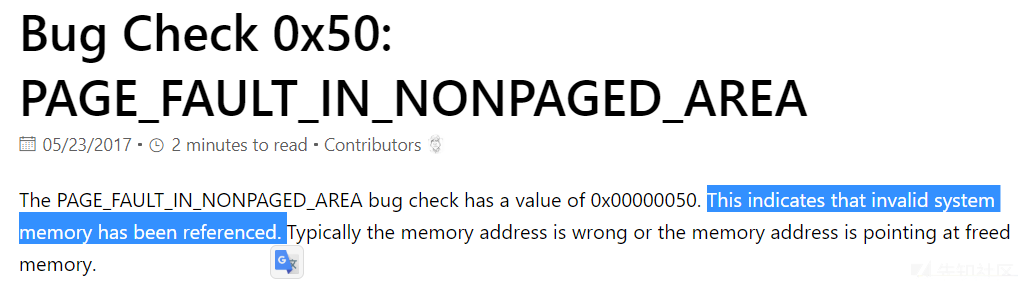 Bug Check 0x50:
PAGE_FAULT_IN_NONPAGED_AREA
05/23/2017 • 2 minutes to read • Contributors
The PAGE_FAULT_IN_NONPAGED_AREA bug check has a value of 0x00000050. This indicates that invalid system
memory has been referenced. Typically the memory address is wrong or the memory address is pointing at freed
memory.
G
先知社区